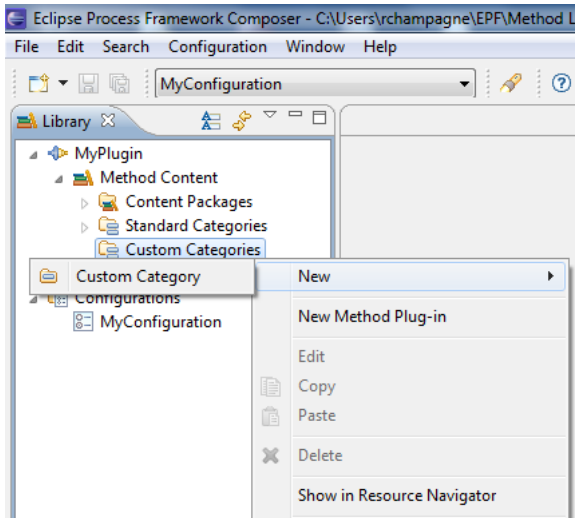 Eclipse Process Framework Composer - C:\Users\rchampagne\EPF\Method L
File Edit Search Configuration Window Help
MyConfiguration
Library
MyPlugin
Method Content
Content Packages
Standard Categories
Custom Categories
Custom Category
New
Configurations
New Method Plug-in
MyConfiguration
Edit
Copy
Paste
Delete
Show in Resource Navigator